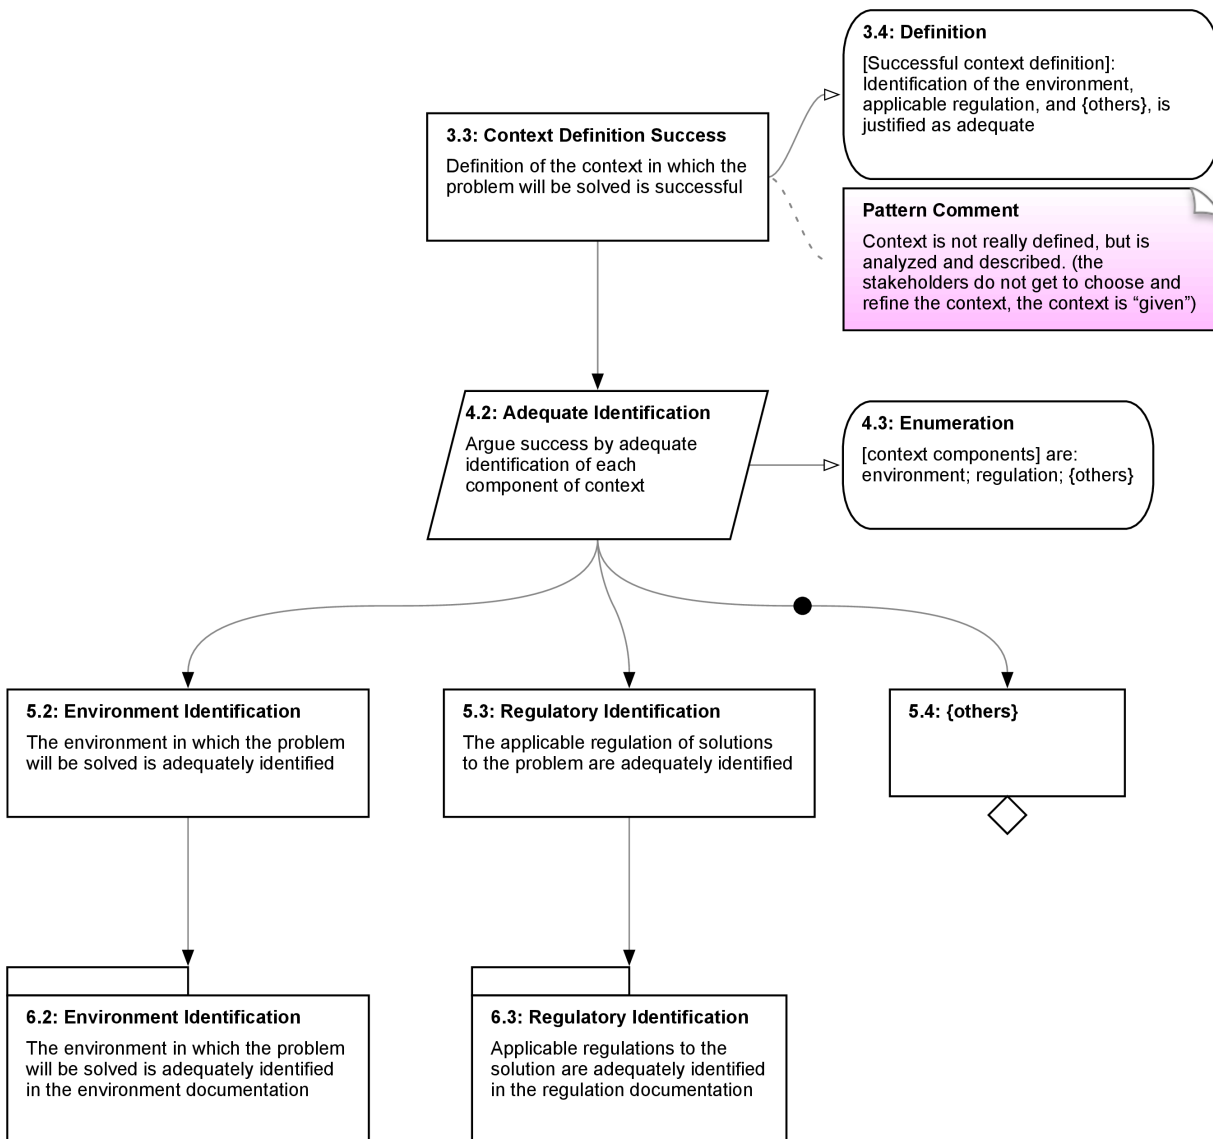 3.4: Definition
[Successful context definition]:
Identification of the environment,
applicable regulation, and {others}, is
justified as adequate
3.3: Context Definition Success
Definition of the context in which the
problem will be solved is successful
Pattern Comment
Context is not really defined, but is
analyzed and described. (the
stakeholders do not get to choose and
refine the context, the context is “given”)
4.2: Adequate Identification
Argue success by adequate
identification of each
component of context
4.3: Enumeration
[context components] are:
environment; regulation; {others}
5.2: Environment Identification
The environment in which the problem
will be solved is adequately identified
5.3: Regulatory Identification
The applicable regulation of solutions
to the problem are adequately identified
5.4: {others}
6.2: Environment Identification
The environment in which the problem
will be solved is adequately identified
in the environment documentation
6.3: Regulatory Identification
Applicable regulations to the
solution are adequately identified
in the regulation documentation